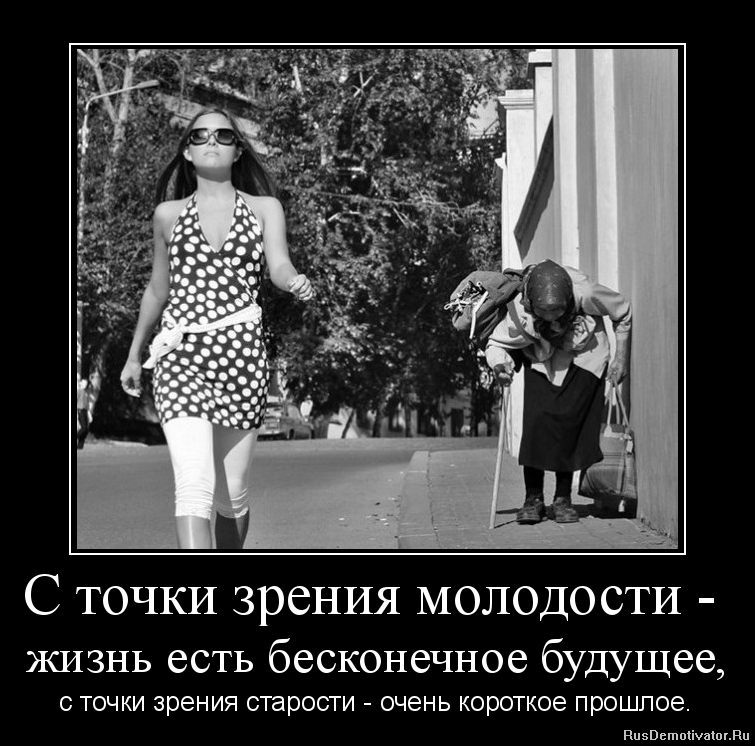 С точки зрения молодости -
жизнь есть бесконечное будущее,
с точки зрения старости - очень короткое прошлое.
RusDemotivator.Ru